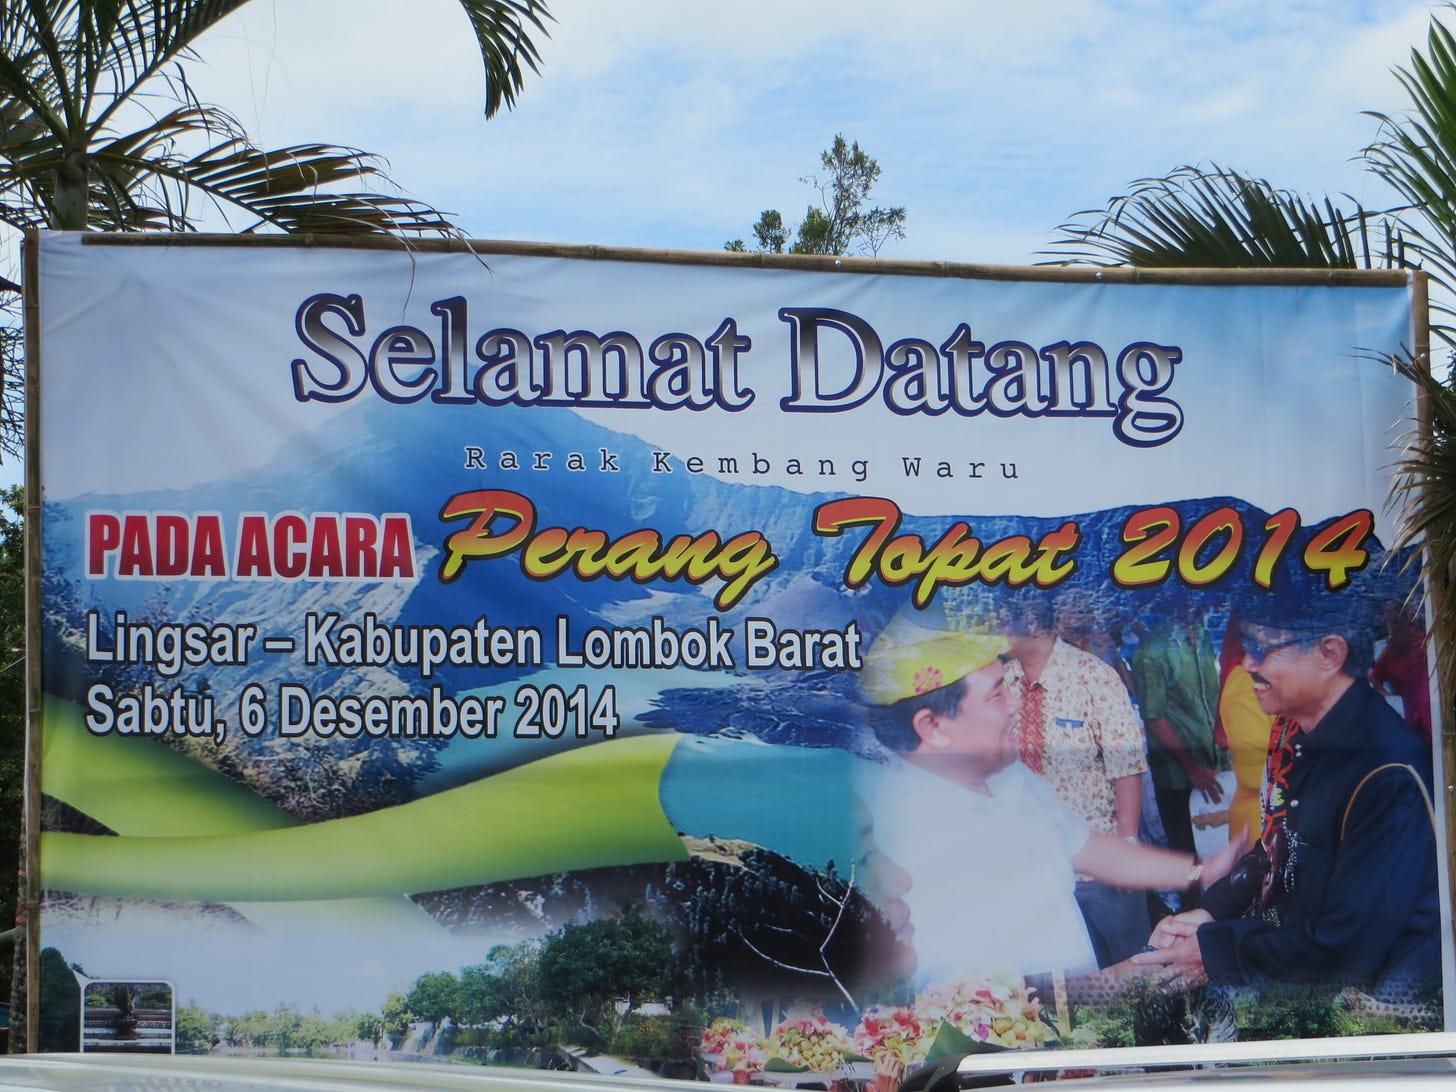 Selamat Datang
Rarak Kembang Waru
PADA ACARA Perang Topat 2014
Lingsar – Kabupaten Lombok Barat
Sabtu, 6 Desember 2014